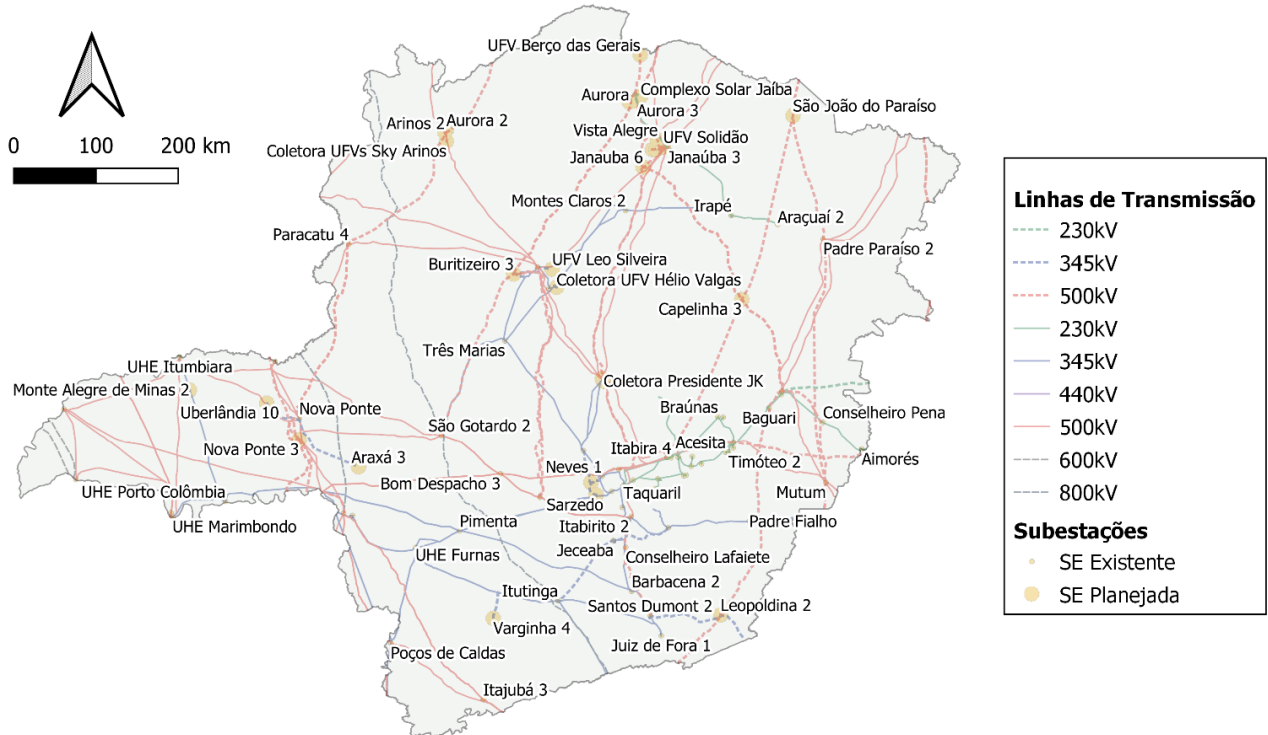 UFV Berço das Gerais
Aurora
Complexo Solar Jaíba
Aurora 3
São João do Paraíso
Arinos 2
Aurora 2
Vista Alegre
UFV Solidão
0 100 200 km
Coletora UFVs Sky Arinos
Janauba 6
Janaúba 3
Montes Claros 2
Irapé
Araçuaí 2
Paracatu 4
Padre Paraíso 2
Buritizeiro 3
UFV Leo Silveira
Coletora UFV Hélio Valgas
Capelinha 3
Três Marias
UHE Itumbiara
Coletora Presidente JK
Monte Alegre de Minas 2
Uberlândia 10
Nova Ponte
Braúnas
Baguari
Conselheiro Pena
São Gotardo 2
Nova Ponte 3
Araxá 3
Itabira 4
Acesita
Timóteo 2
Aimorés
Neves 1
Bom Despacho 3
Taquaril
Mutum
UHE Porto Colômbia
Sarzedo
UHE Marimbondo
Pimenta
Itabirito 2
Padre Fialho
UHE Furnas
Jeceaba
Conselheiro Lafaiete
Barbacena 2
Itutinga
Santos Dumont 2
Leopoldina 2
Varginha 4
Juiz de Fora 1
Poços de Caldas
Itajubá 3
Linhas de Transmissão
230kV
345kV
500kV
230kV
345kV
440kV
500kV
600kV
800kV
Subestações
SE Existente
SE Planejada